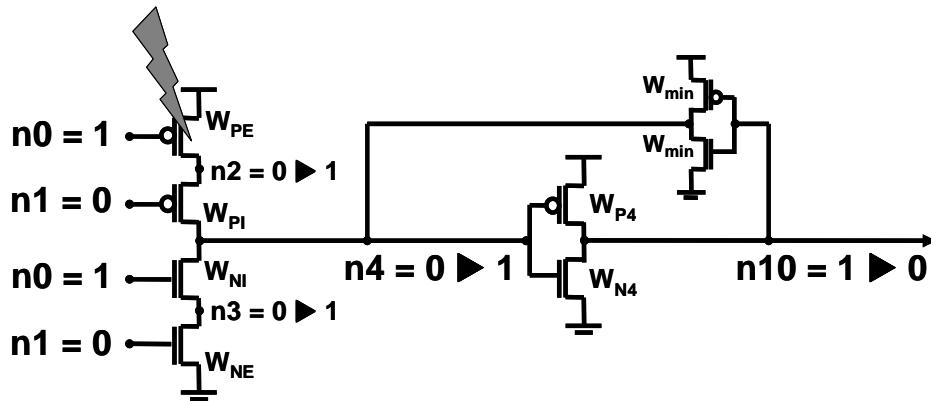 W_PE
n0 = 1
n2 = 0 ► 1
n1 = 0
W_PI
n0 = 1
W_NI
n3 = 0 ► 1
n1 = 0
W_NE
n4 = 0 ► 1
W_P4
W_N4
W_min
W_min
n10 = 1 ► 0